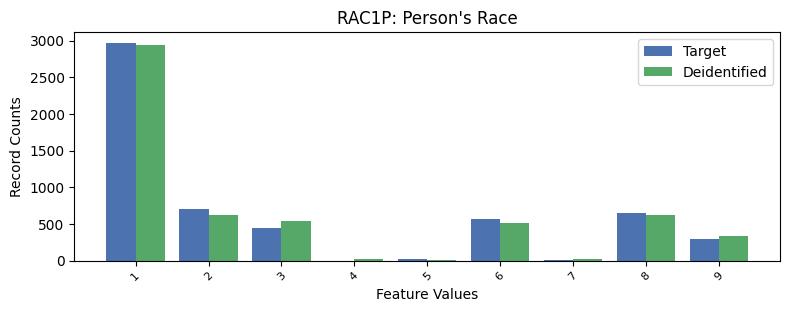 RAC1P: Person's Race
Target
Deidentified
Record Counts
3000
2500
2000
1500
1000
500
0
1 2 3 4 5 6 7 8 9
Feature Values